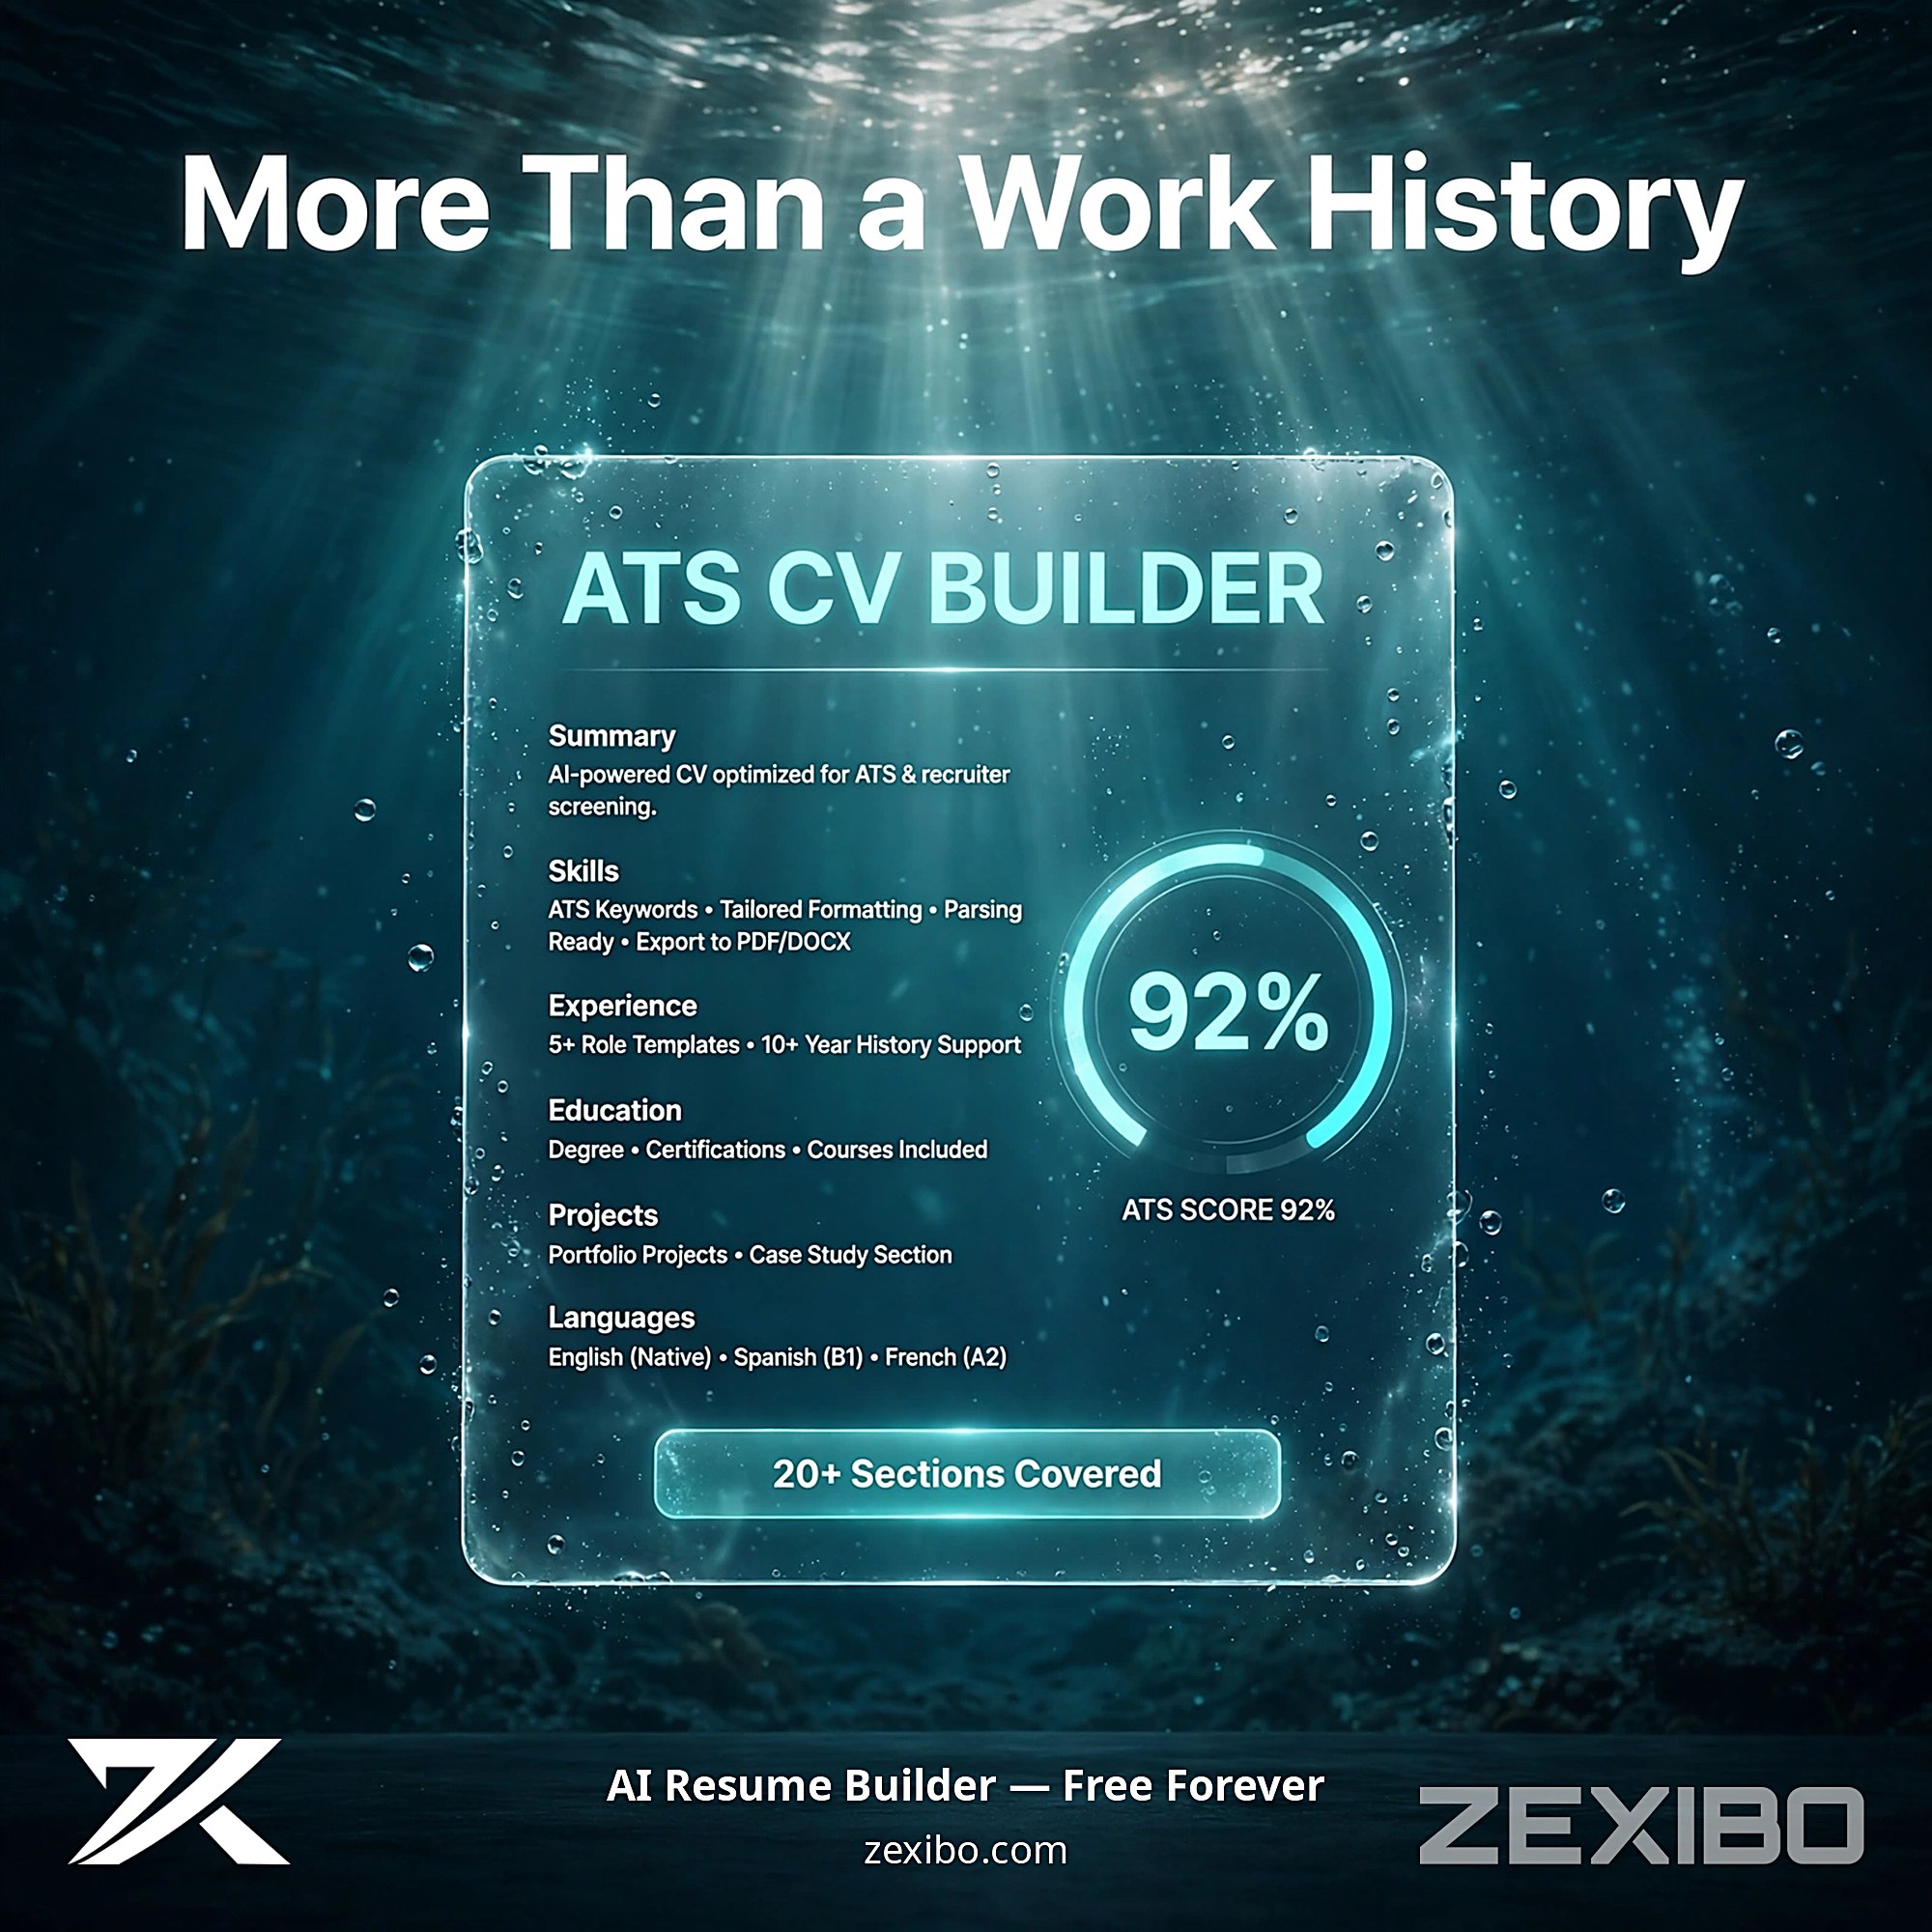 More Than a Work History
ATS CV BUILDER
Summary
AI-powered CV optimized for ATS & recruiter
screening.
Skills
ATS Keywords • Tailored Formatting • Parsing
Ready • Export to PDF/DOCX
Experience
5+ Role Templates • 10+ Year History Support
Education
Degree • Certifications • Courses Included
Projects
Portfolio Projects • Case Study Section
Languages
English (Native) • Spanish (B1) • French (A2)
92%
ATS SCORE 92%
20+ Sections Covered
AI Resume Builder — Free Forever
zexibo.com
ZEXIBO